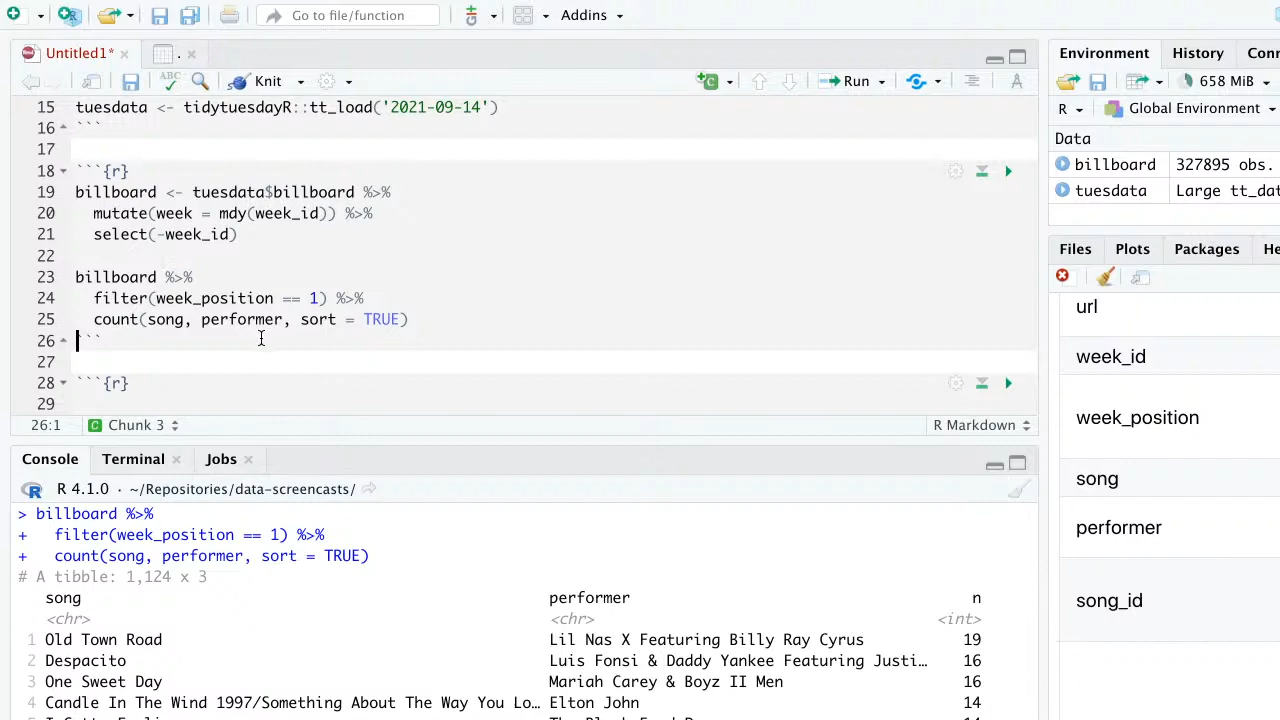 Go to file/function
Addins
Untitled1*
.
Environment
History
ABC
Knit
Run
658 MiB
R
Global Environment
Data
billboard 327895 obs.
tuesdata
15 tuesdata <- tidytuesdayR::tt_load('2021-09-14')
16 ```
17
18 ```{r}
19 billboard <- tuesdata$billboard %>%
20 mutate(week = mdy(week_id)) %>%
21 select(-week_id)
22
23 billboard %>%
24 filter(week_position == 1) %>%
25 count(song, performer, sort = TRUE)
26 ```
27
28 ```{r}
29
26:1
Chunk 3
R Markdown
Files
Plots
Packages
url
week_id
week_position
song
performer
song_id
Console
Terminal
Jobs
R 4.1.0 · ~/Repositories/data-screencasts/
> billboard %>%
+ filter(week_position == 1) %>%
+ count(song, performer, sort = TRUE)
# A tibble: 1,124 x 3
song performer n
<chr> <chr> <int>
1 Old Town Road Lil Nas X Featuring Billy Ray Cyrus 19
2 Despacito Luis Fonsi & Daddy Yankee Featuring Justi… 16
3 One Sweet Day Mariah Carey & Boyz II Men 16
4 Candle In The Wind 1997/Something About The Way You Lo… Elton John 14